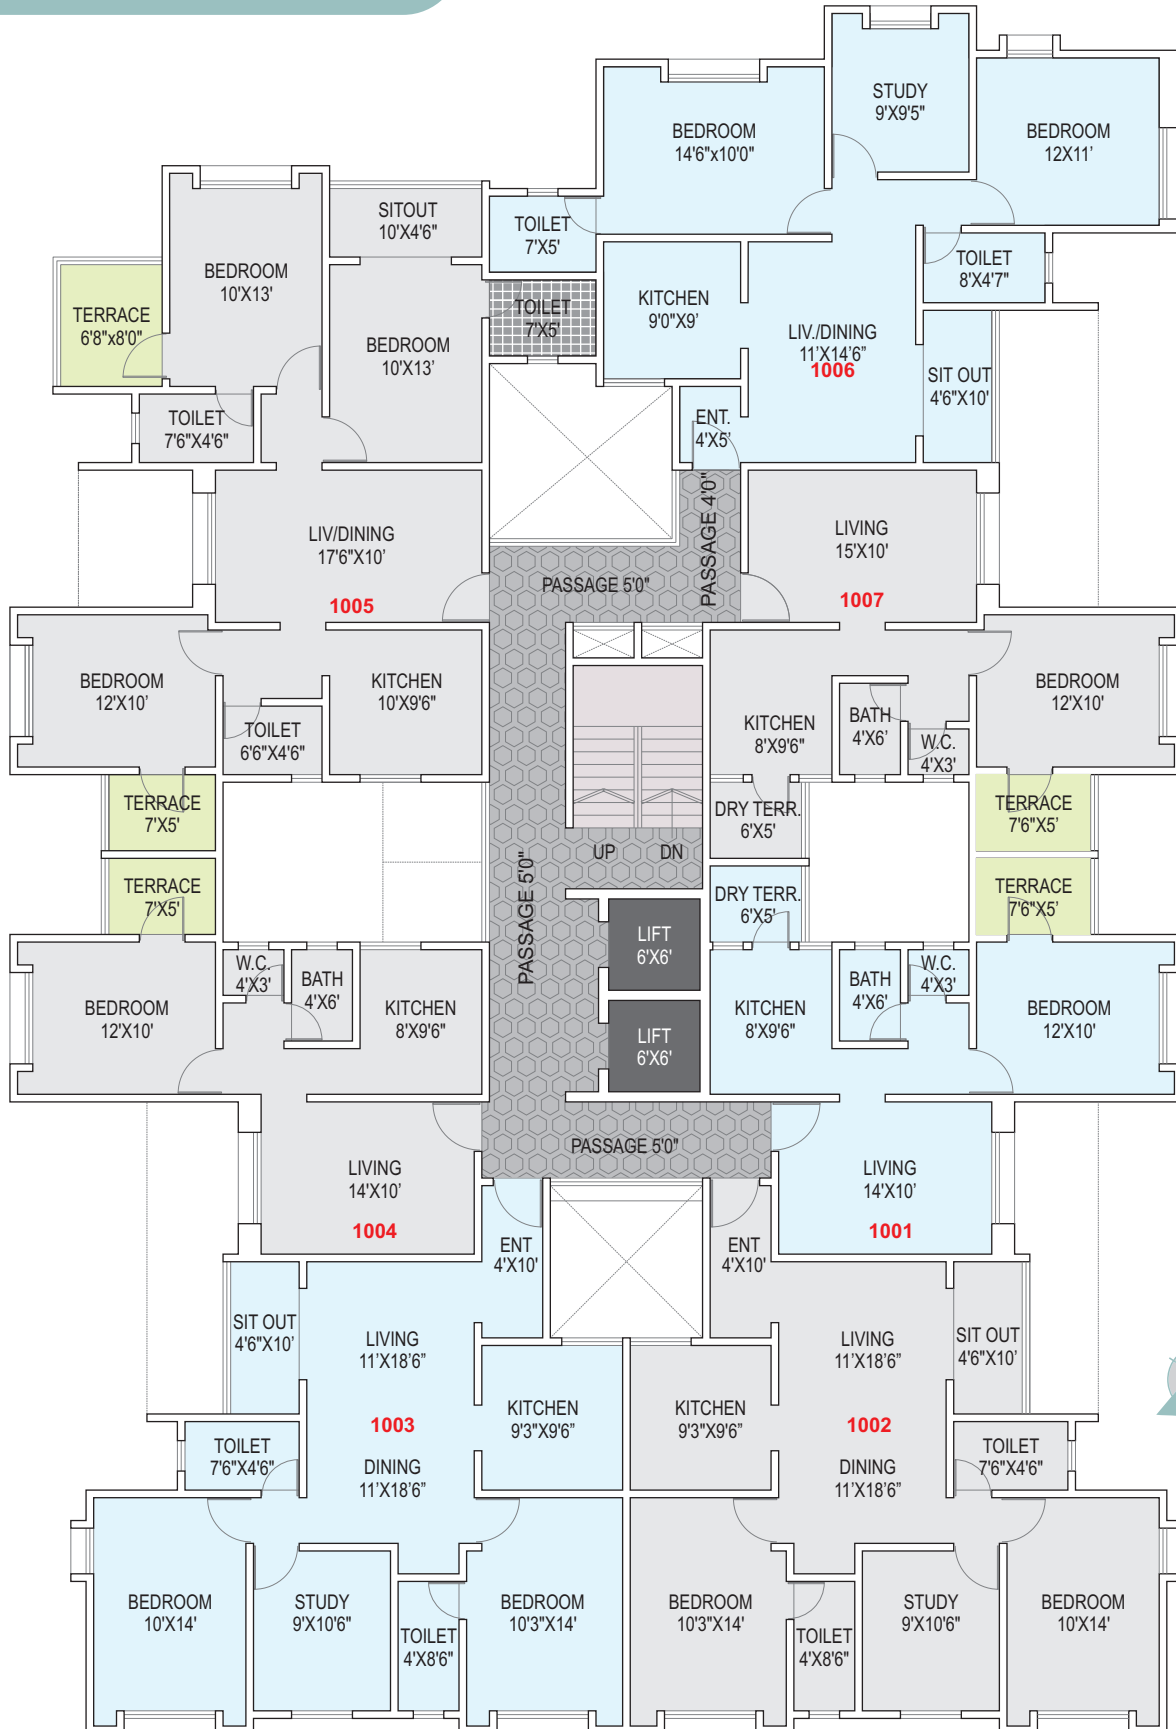 STUDY
9'X9'5"
BEDROOM
14'6"x10'0"
BEDROOM
12X11'
SITOUT
10'X4'6"
TOILET
7'X5'
BEDROOM
10'X13'
TOILET
8'X4'7"
KITCHEN
9'0"X9'
TERRACE
6'8"x8'0"
TOILET
7'X5'
LIV./DINING
11'X14'6"
1006
BEDROOM
10'X13'
SIT OUT
4'6"X10'
TOILET
7'6"X4'6"
ENT.
4'X5'
PASSAGE 4'0"
LIV/DINING
17'6"X10'
LIVING
15'X10'
PASSAGE 5'0"
1005
1007
BEDROOM
12'X10'
KITCHEN
10'X9'6"
BEDROOM
12'X10'
BATH
4'X6'
KITCHEN
8'X9'6"
TOILET
6'6"X4'6"
W.C.
4'X3'
TERRACE
7'X5'
DRY TERR.
6'X5'
TERRACE
7'6"X5'
UP
DN
PASSAGE 5'0"
TERRACE
7'X5'
DRY TERR.
6'X5'
TERRACE
7'6"X5'
LIFT
6'X6'
W.C.
4'X3'
BATH
4'X6'
W.C.
4'X3'
BATH
4'X6'
BEDROOM
12'X10'
KITCHEN
8'X9'6"
KITCHEN
8'X9'6"
BEDROOM
12'X10'
LIFT
6'X6'
PASSAGE 5'0"
LIVING
14'X10'
LIVING
14'X10'
1004
1001
ENT
4'X10'
ENT
4'X10'
SIT OUT
4'6"X10'
LIVING
11'X18'6"
LIVING
11'X18'6"
SIT OUT
4'6"X10'
KITCHEN
9'3"X9'6"
KITCHEN
9'3"X9'6"
1003
1002
TOILET
7'6"X4'6"
DINING
11'X18'6"
DINING
11'X18'6"
TOILET
7'6"X4'6"
BEDROOM
10'X14'
STUDY
9'X10'6"
TOILET
4'X8'6"
BEDROOM
10'3"X14'
BEDROOM
10'3"X14'
TOILET
4'X8'6"
STUDY
9'X10'6"
BEDROOM
10'X14'